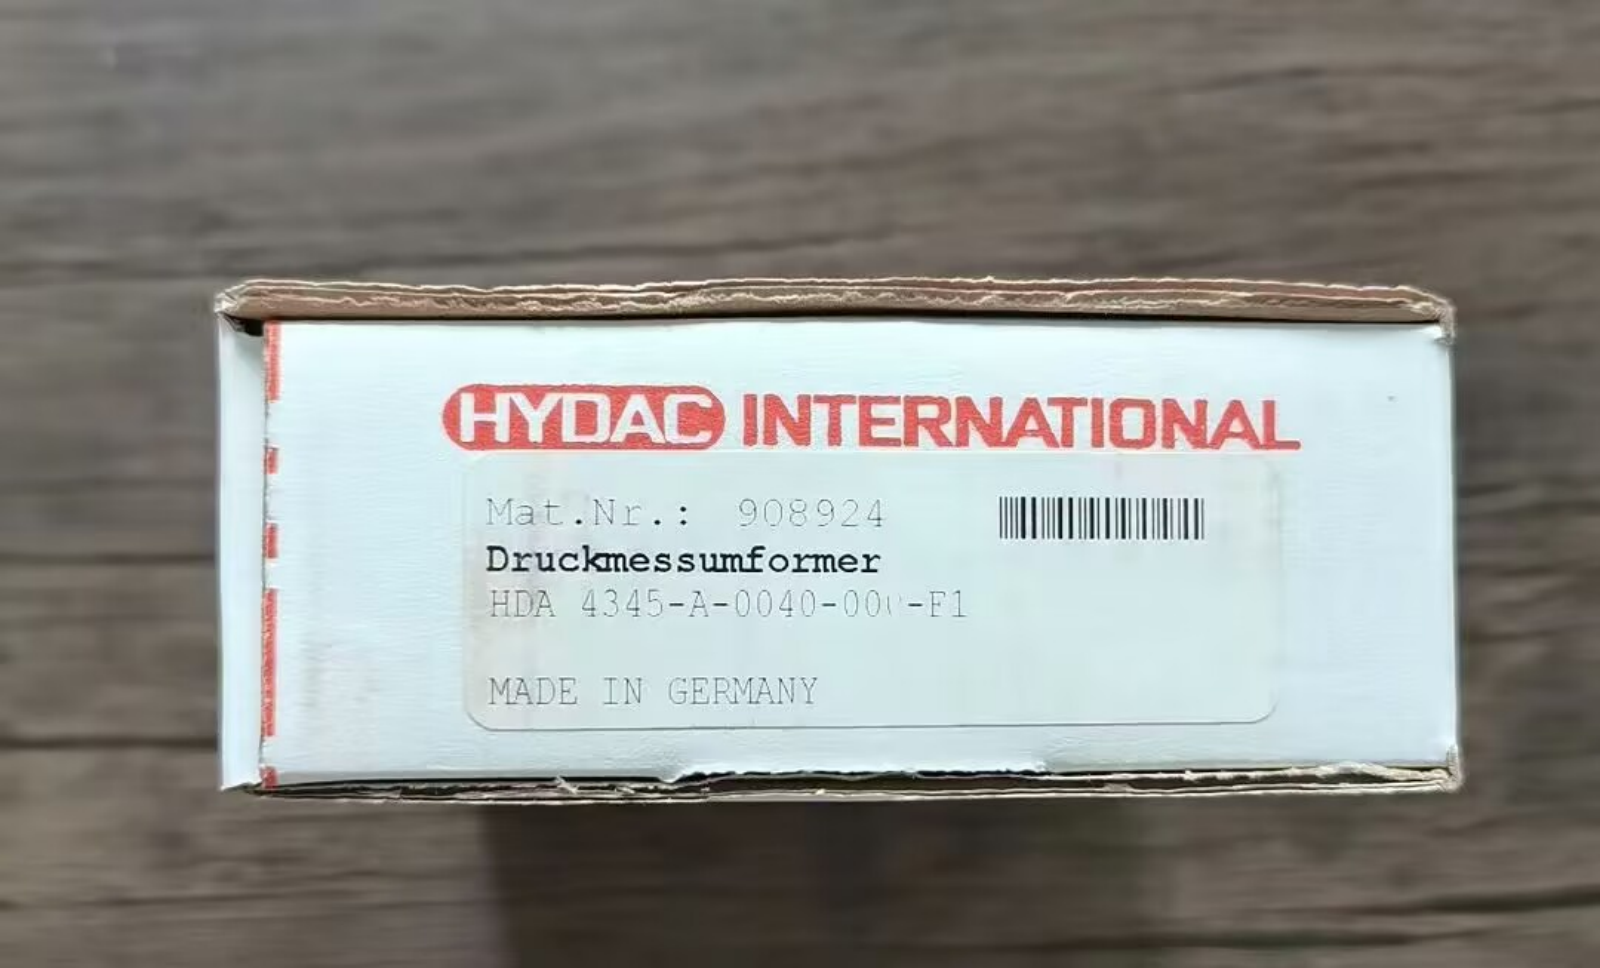 HYDAC INTERNATIONAL
Mat.Nr.: 908924
Druckmessumformer
HDA
MADE IN GERMANY